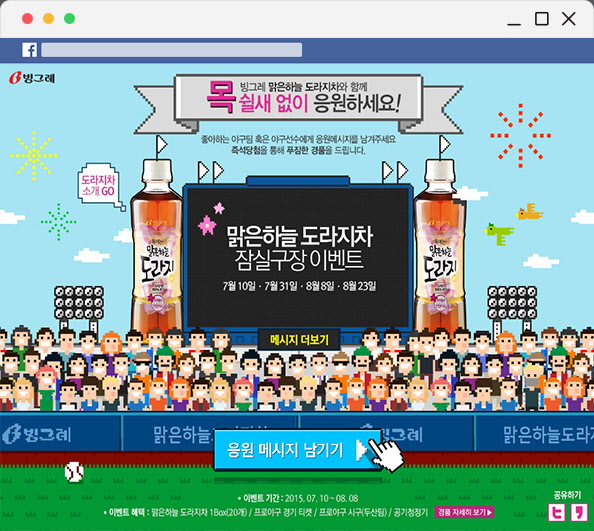 빙그레
빙그레 맑은하늘 도라지차와 함께
목 쉴새 없이 응원하세요!
좋아하는 야구팀 혹은 야구선수에게 응원메시지를 남겨주세요
즉석당첨을 통해 푸짐한 경품을 드립니다.
도라지차
소개 GO
맑은하늘
도라지
맑은하늘 도라지차
잠실구장 이벤트
7월 10일 · 7월 31일 · 8월 8일 · 8월 23일
맑은하늘
도라지
메시지 더보기
빙그레
맑은하늘
빙그레
맑은하늘도라지
응원 메시지 남기기
• 이벤트 기간 : 2015. 07. 10 ~ 08. 08
• 이벤트 혜택 : 맑은하늘 도라지차 1Box(20개) / 프로야구 경기 티켓 / 프로야구 시구(두산팀) / 공기청정기
경품 자세히 보기 ▶
공유하기